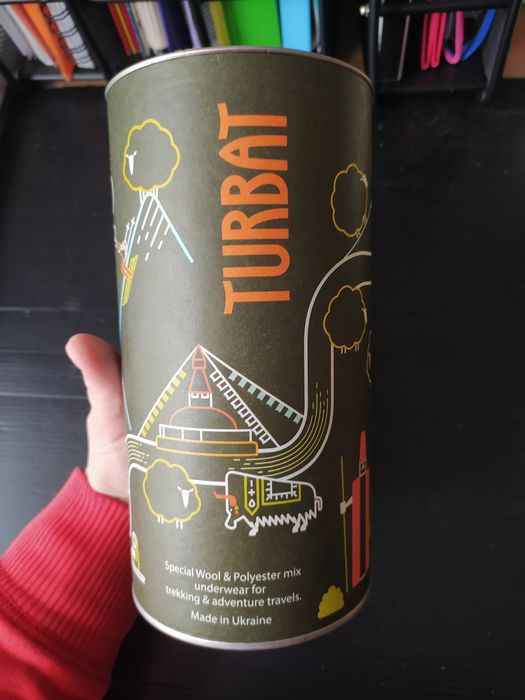 TURBAT
Special Wool & Polyester mix
underwear for
trekking & adventure travels.
Made in Ukraine